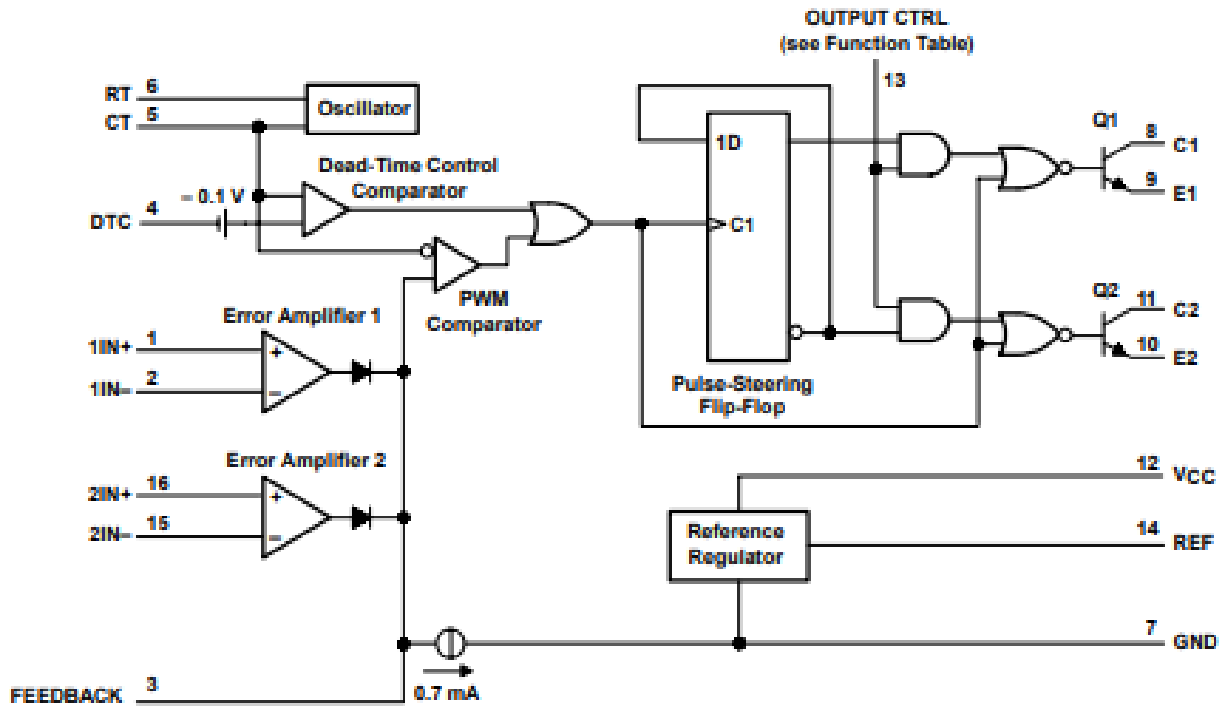 OUTPUT CTRL
(see Function Table)
13
RT 6
CT 5
Oscillator
Dead-Time Control
Comparator
– 0.1 V
DTC 4
1D
C1
Q1
8 C1
9 E1
PWM
Comparator
Error Amplifier 1
1IN+ 1
1IN– 2
+
–
Q2
11 C2
10 E2
Pulse-Steering
Flip-Flop
Error Amplifier 2
2IN+ 16
2IN– 15
+
–
12 VCC
Reference
Regulator
14 REF
7 GND
0.7 mA
FEEDBACK 3